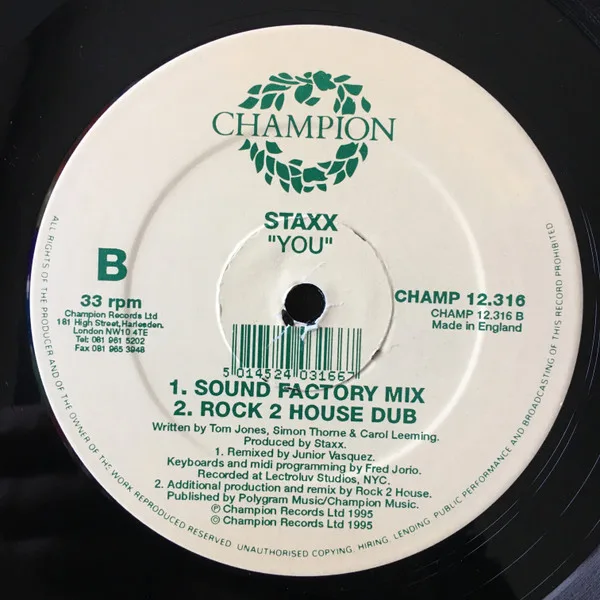 CHAMPION
STAXX
"YOU"
B
33 rpm
Champion Records Ltd
181 High Street, Harlesden.
London NW10 4TE
Tel: 081 961 5202
Fax 081 965 3948
CHAMP 12.316
CHAMP 12.316 B
Made in England
5 014524 031667
1. SOUND FACTORY MIX
2. ROCK 2 HOUSE DUB
Written by Tom Jones, Simon Thorne & Carol Leeming.
Produced by Staxx.
1. Remixed by Junior Vasquez.
Keyboards and midi programming by Fred Jorio.
Recorded at Lectroluv Studios, NYC.
2. Additional production and remix by Rock 2 House.
Published by Polygram Music/Champion Music.
℗ Champion Records Ltd 1995
© Champion Records Ltd 1995
ALL RIGHTS OF THE PRODUCER AND OF THE OWNER OF THE WORK REPRODUCED RESERVED. UNAUTHORISED COPYING, HIRING, LENDING, PUBLIC PERFORMANCE AND BROADCASTING OF THIS RECORD PROHIBITED